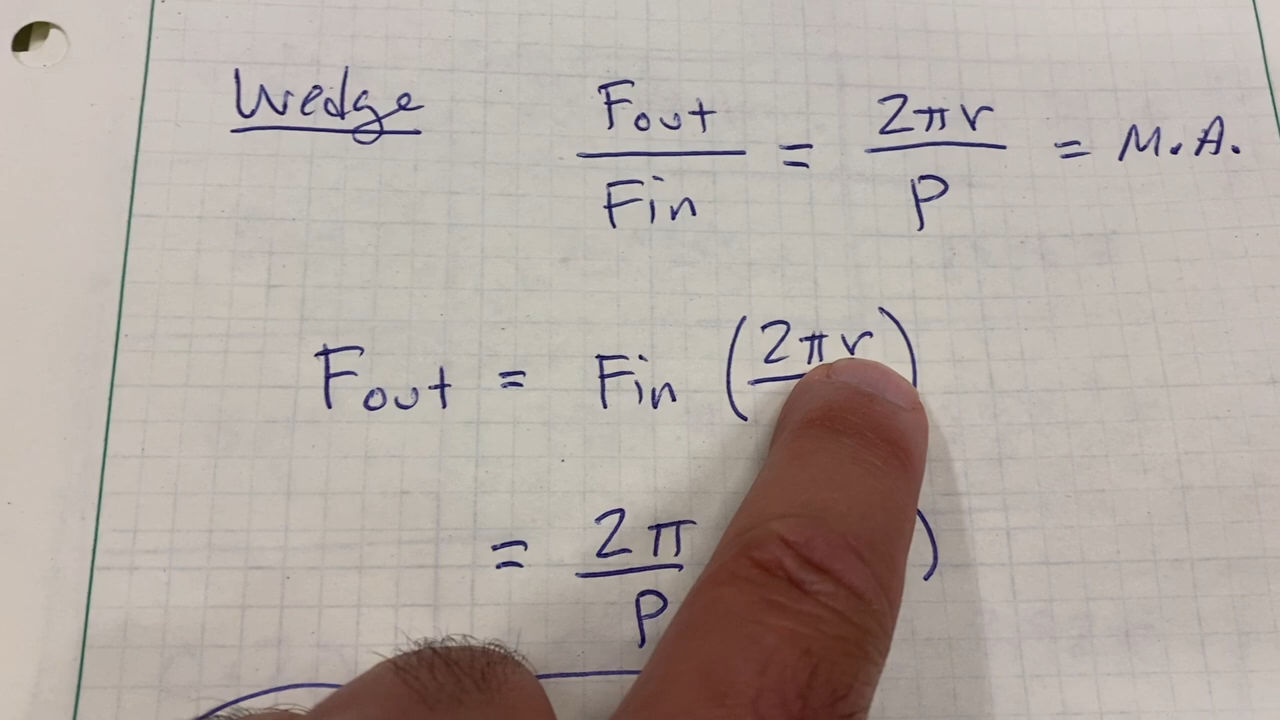 Wedge
Fout / Fin = 2πr / P = M.A.
Fout = Fin (2πr)
= 2π / P )